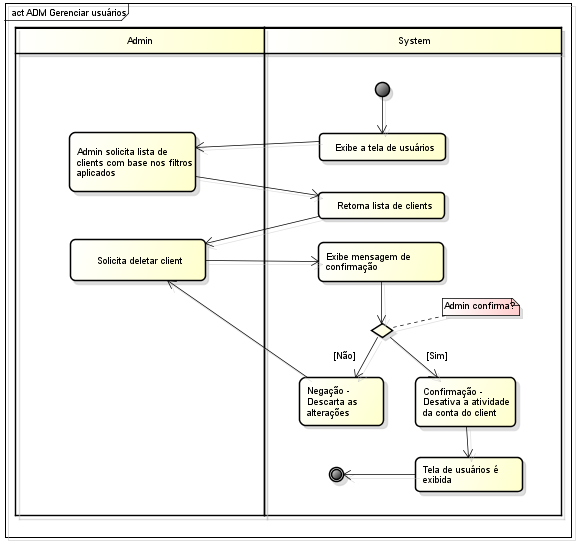 act ADM Gerenciar usuários
Admin
System
Exibe a tela de usuários
Admin solicita lista de
clients com base nos filtros
aplicados
Retorna lista de clients
Solicita deletar client
Exibe mensagem de
confirmação
Admin confirma?
[Não]
[Sim]
Negação -
Descarta as
alterações
Confirmação -
Desativa a atividade
da conta do client
Tela de usuários é
exibida